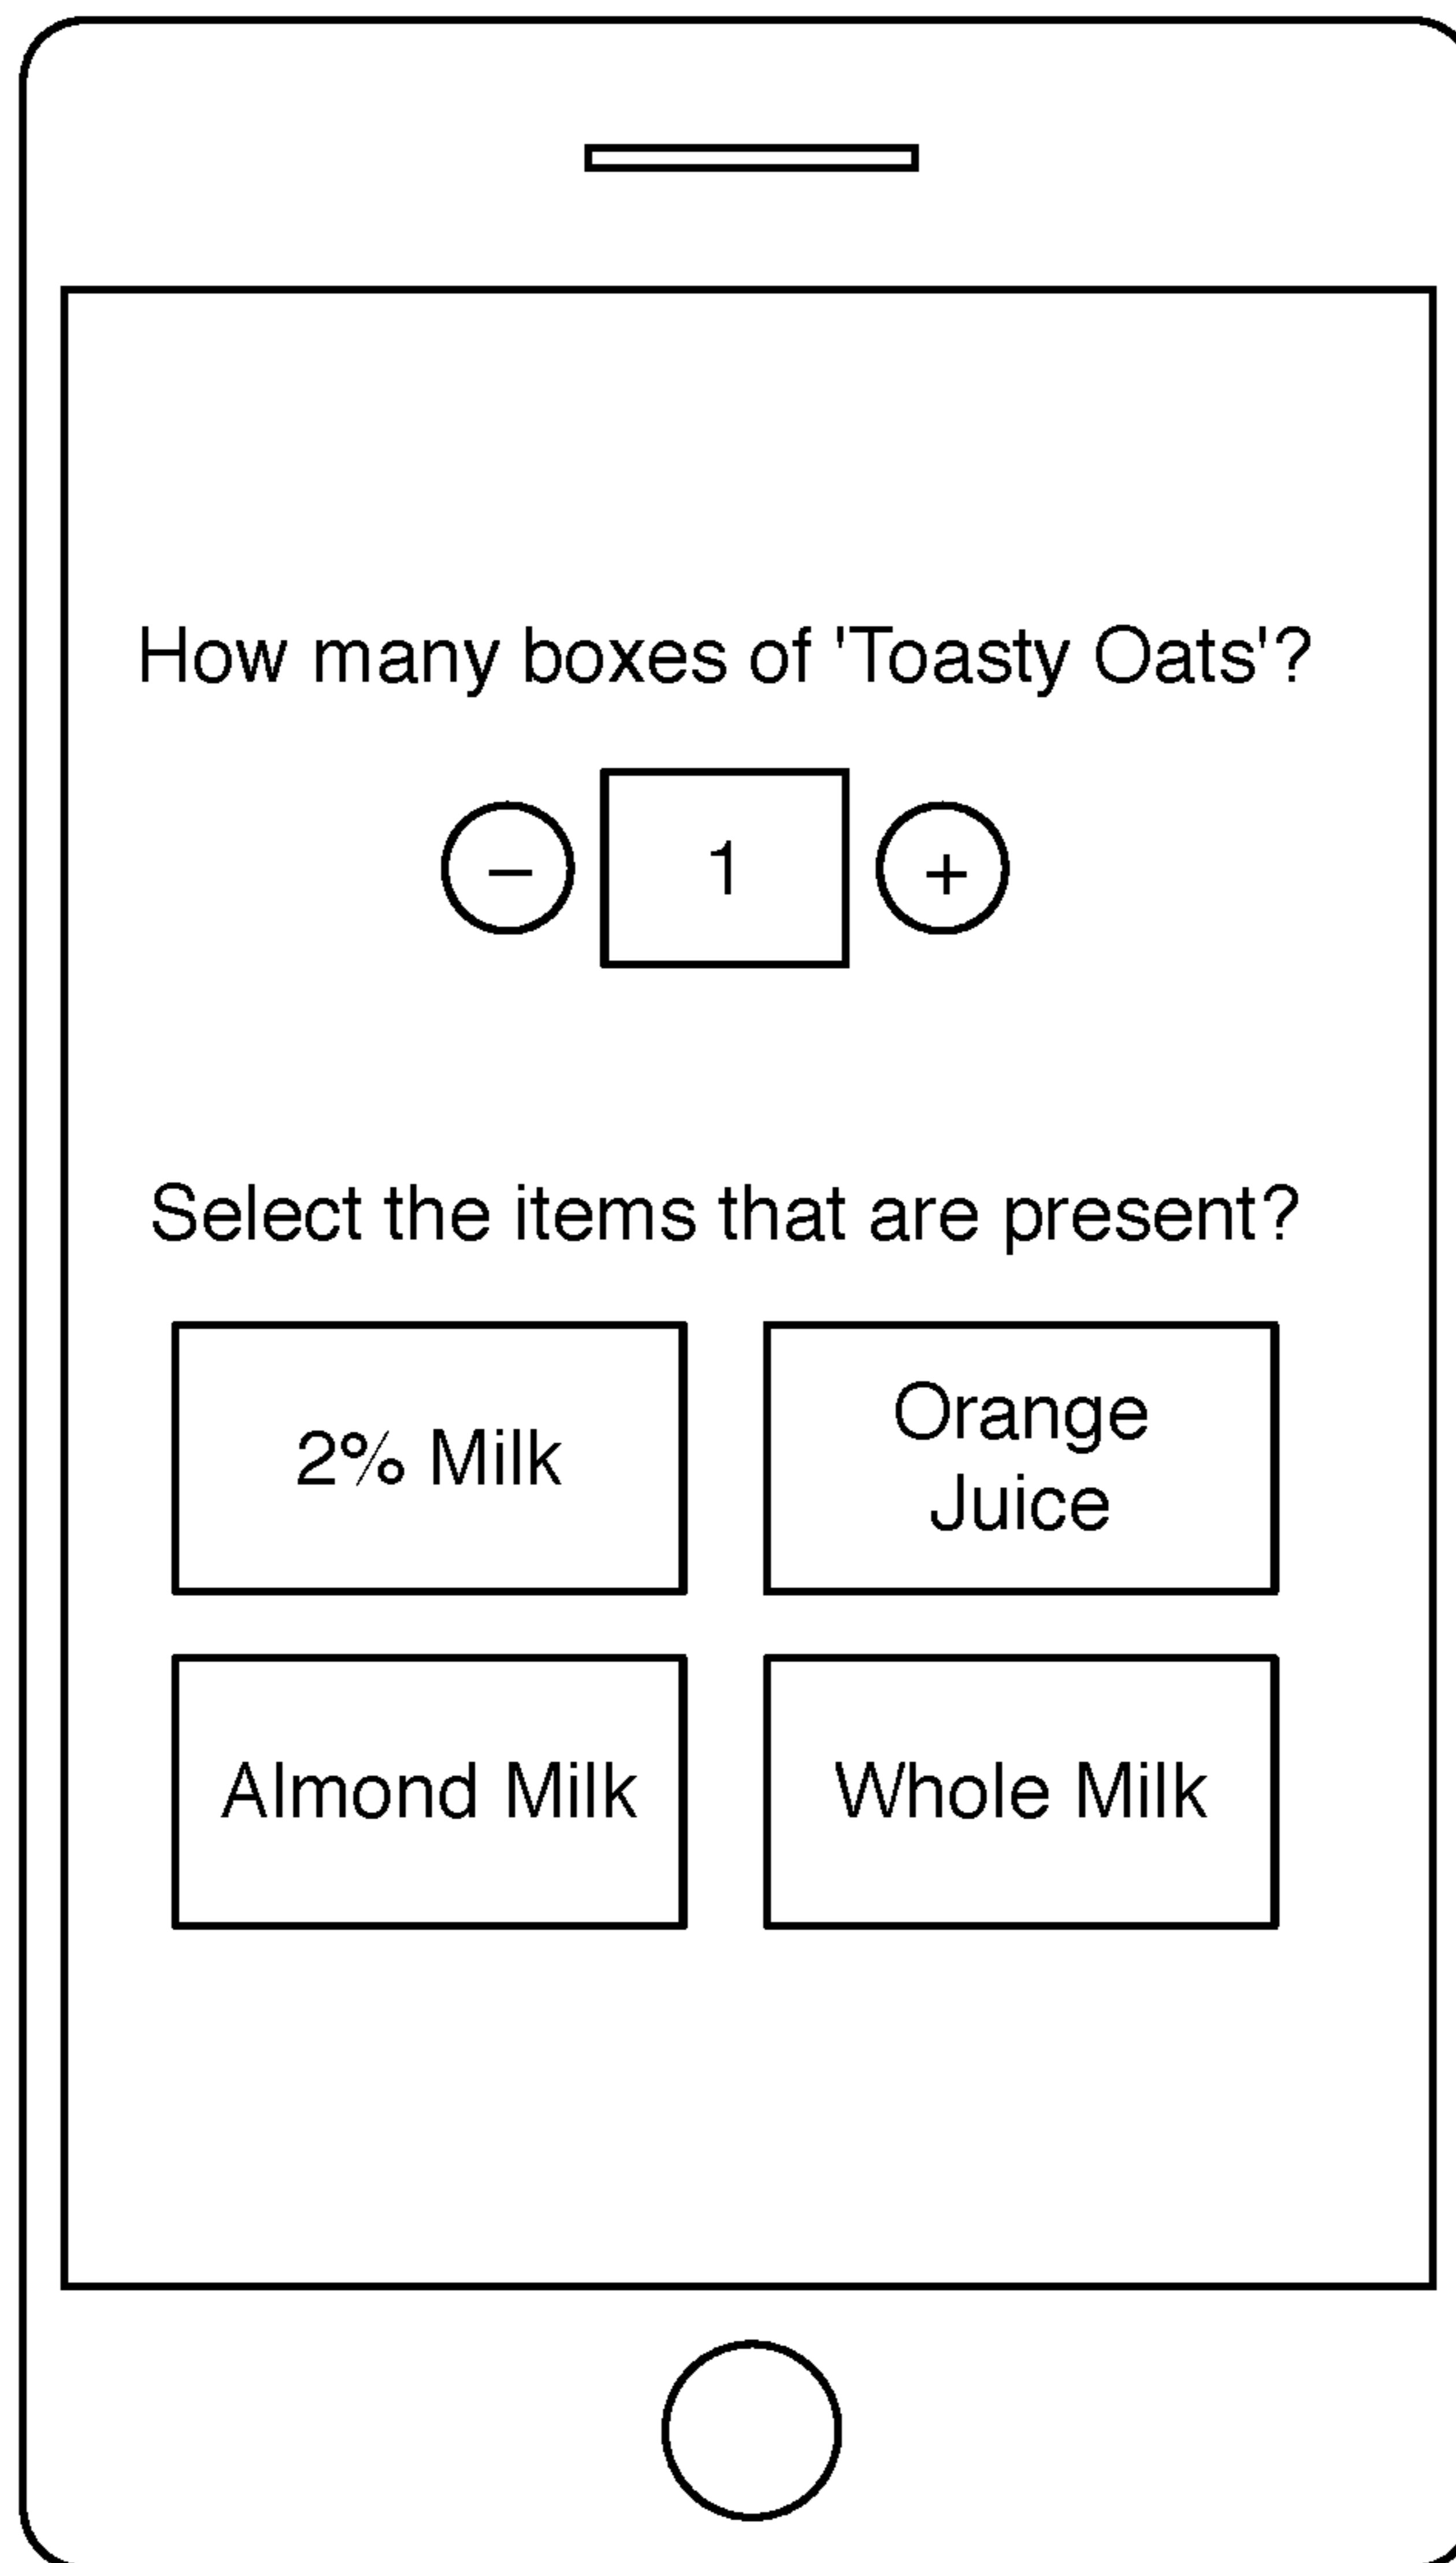 How many boxes of 'Toasty Oats'?
− 1 +
Select the items that are present?
2% Milk
Orange
Juice
Almond Milk
Whole Milk